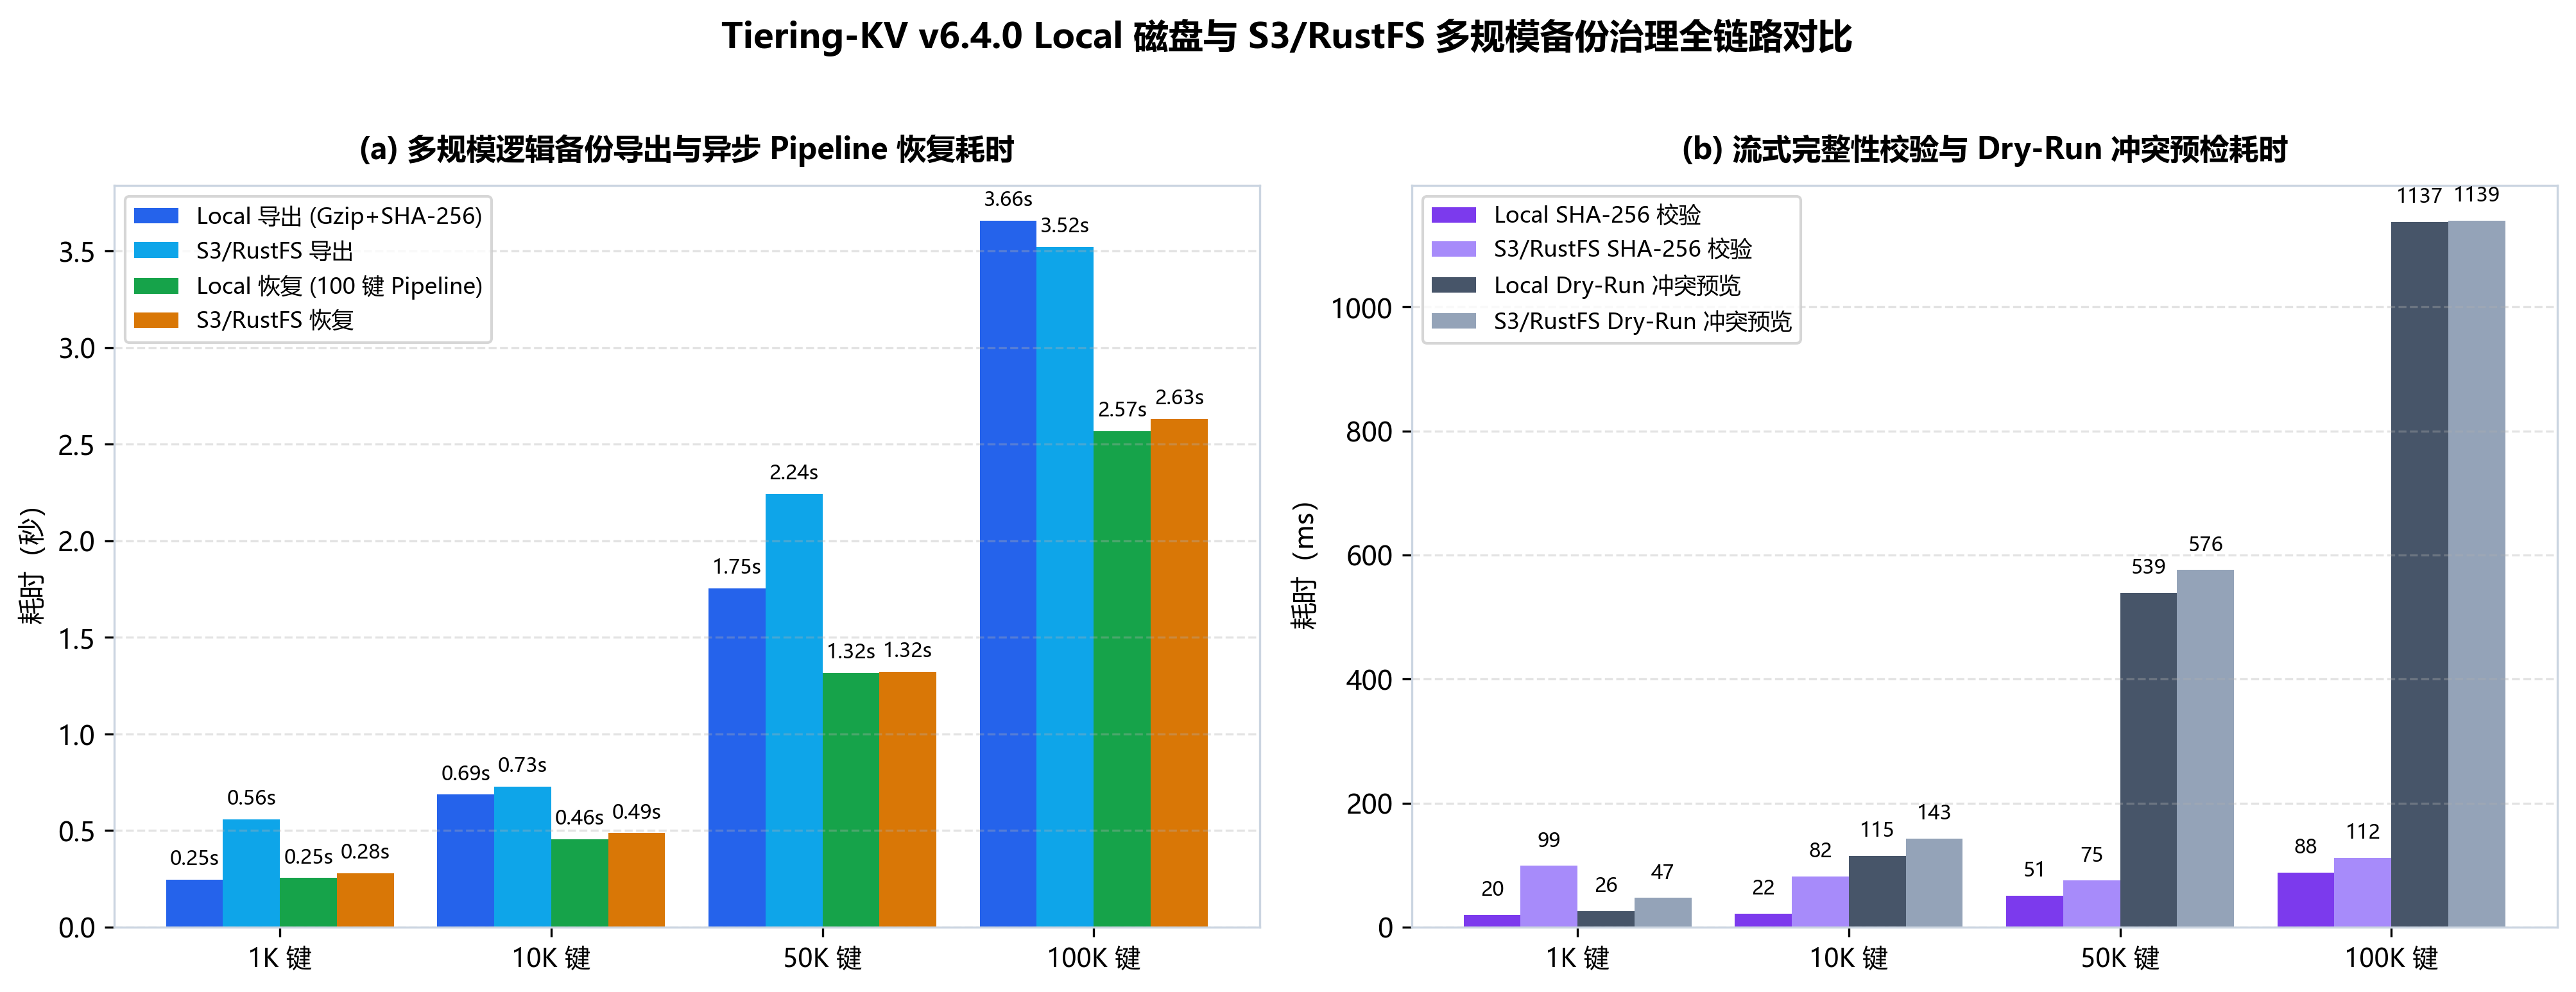 Tiering-KV v6.4.0 Local 磁盘与 S3/RustFS 多规模备份治理全链路对比
(a) 多规模逻辑备份导出与异步 Pipeline 恢复耗时
Local 导出 (Gzip+SHA-256)
S3/RustFS 导出
Local 恢复 (100 键 Pipeline)
S3/RustFS 恢复
耗时（秒）
3.5
3.0
2.5
2.0
1.5
1.0
0.5
0.0
0.25s
0.56s
0.25s
0.28s
0.69s
0.73s
0.46s
0.49s
1.75s
2.24s
1.32s
1.32s
3.66s
3.52s
2.57s
2.63s
1K 键
10K 键
50K 键
100K 键
(b) 流式完整性校验与 Dry-Run 冲突预检耗时
Local SHA-256 校验
S3/RustFS SHA-256 校验
Local Dry-Run 冲突预览
S3/RustFS Dry-Run 冲突预览
耗时（ms）
1000
800
600
400
200
0
20
99
26
47
22
82
115
143
51
75
539
576
88
112
1137
1139
1K 键
10K 键
50K 键
100K 键